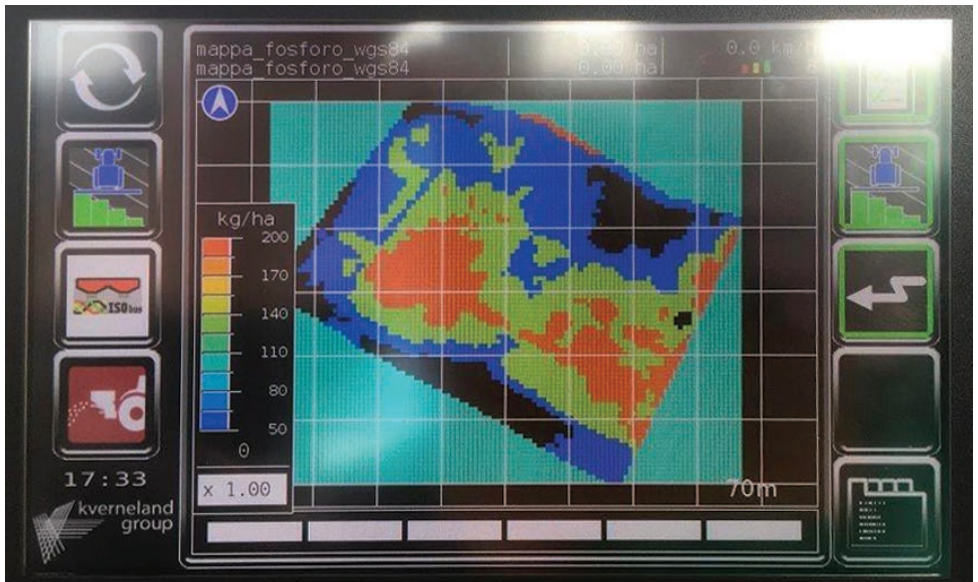 mappa_fosforo_wgs84
mappa_fosforo_wgs84
0.00 ha
0.00 ha
0.0 km/h
kg/ha
200
170
140
110
80
50
0
x 1.00
70m
ISObus
17:33
kverneland
group